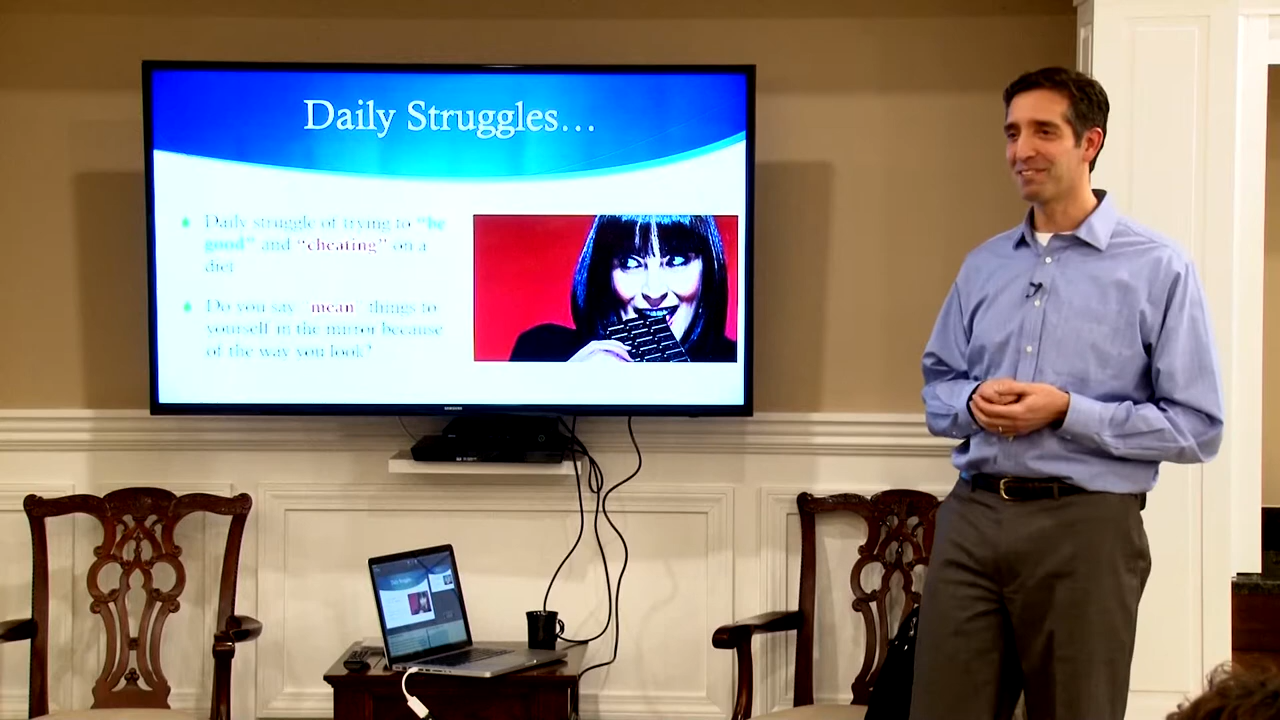 Daily Struggles...
Daily struggle of trying to "be
good" and "cheating" on a
diet
Do you say "mean" things to
yourself in the mirror because
of the way you look?
SAMSUNG